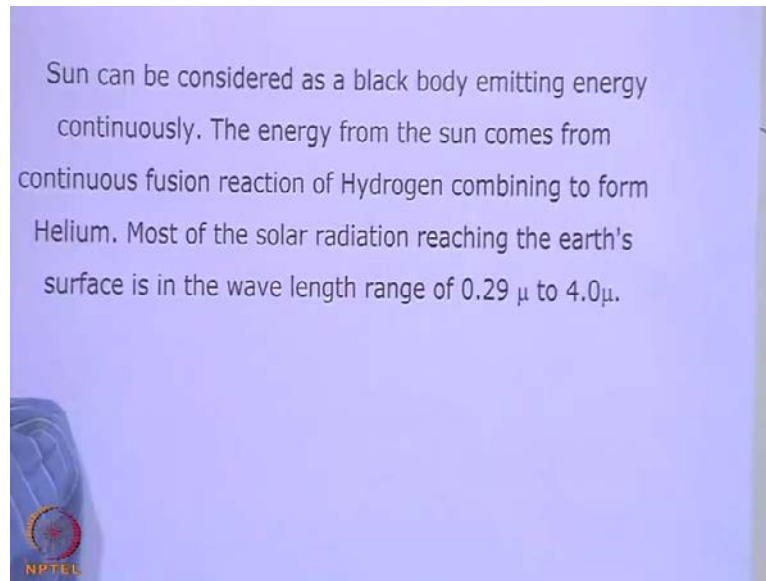 Sun can be considered as a black body emitting energy
continuously. The energy from the sun comes from
continuous fusion reaction of Hydrogen combining to form
Helium. Most of the solar radiation reaching the earth's
surface is in the wave length range of 0.29 μ to 4.0μ.
NPTEL